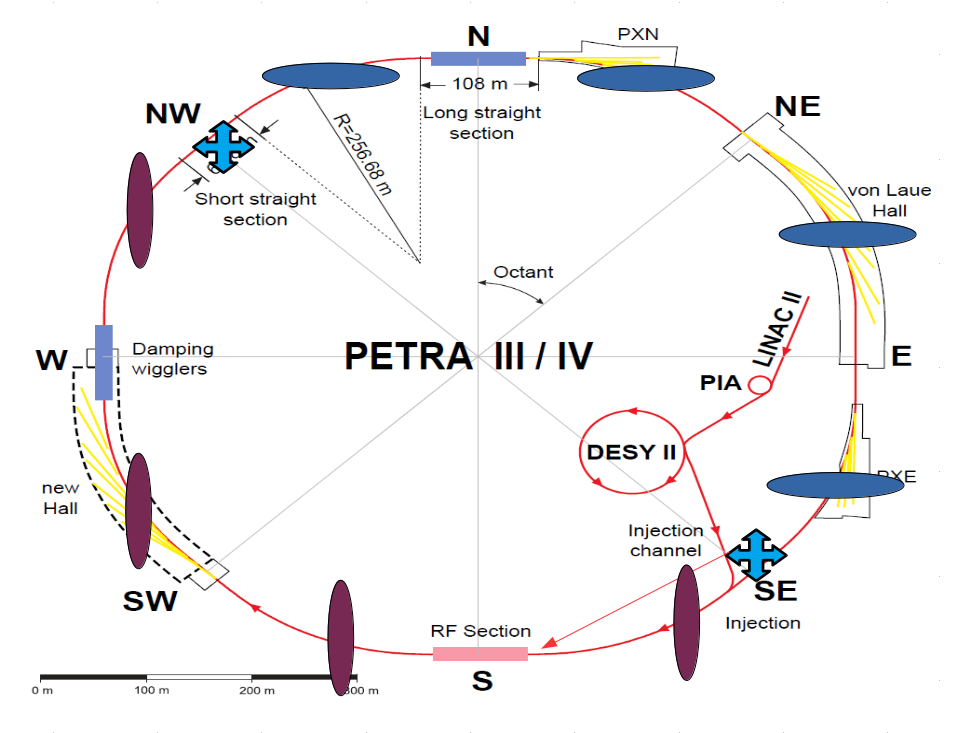 N
PXN
108 m
Long straight
section
NW
NE
R=256.68 m
Short straight
section
von Laue
Hall
Octant
LINAC II
W
Damping
wigglers
PETRA III / IV
E
PIA
DESY II
new
Hall
Injection
channel
SW
SE
Injection
RF Section
S
0 m
100 m
200 m